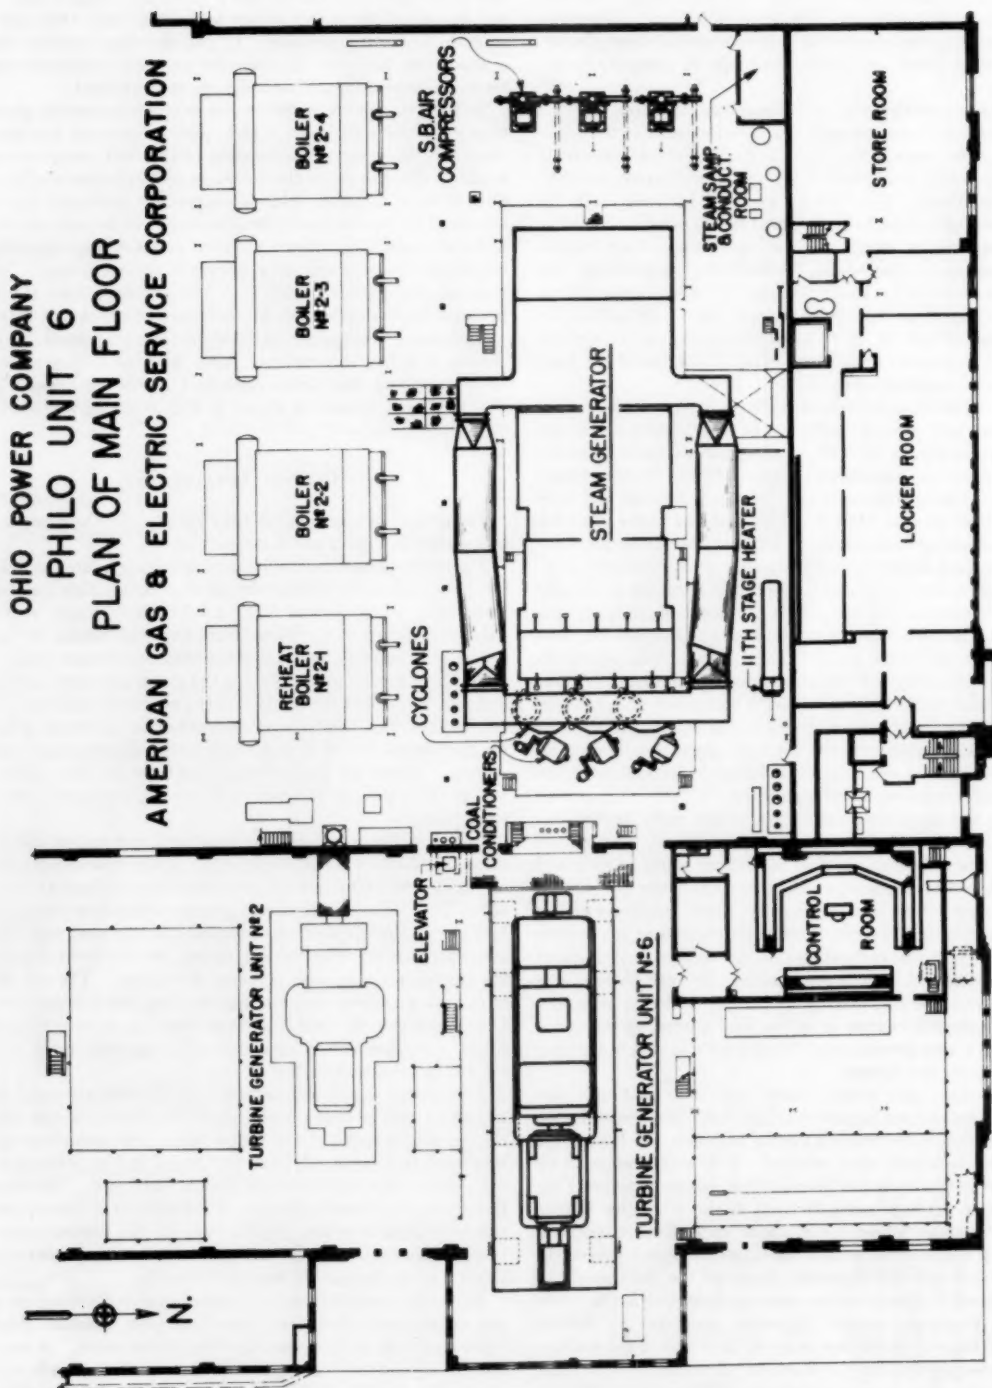 OHIO POWER COMPANY
PHILO UNIT 6
PLAN OF MAIN FLOOR
AMERICAN GAS & ELECTRIC SERVICE CORPORATION
REHEAT
BOILER
Nº2-1
BOILER
Nº2-2
BOILER
Nº2-3
BOILER
Nº2-4
S.B.AIR
COMPRESSORS
CYCLONES
COAL
CONDITIONERS
ELEVATOR
TURBINE GENERATOR UNIT Nº2
STEAM GENERATOR
TURBINE GENERATOR UNIT Nº6
11TH STAGE HEATER
STEAM SAMP.
& CONDUCT.
ROOM
CONTROL
ROOM
LOCKER ROOM
STORE ROOM
N.